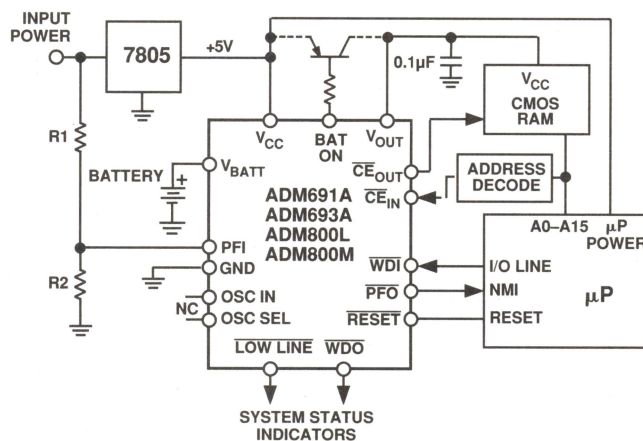 INPUT
POWER
7805
+5V
0.1µF
VCC
CMOS
RAM
R1
VCC
BAT
ON
VOUT
BATTERY
VBATT
CEOUT
CEIN
ADDRESS
DECODE
ADM691A
ADM693A
ADM800L
ADM800M
A0–A15
µP
POWER
PFI
GND
WDI
I/O LINE
R2
NC
OSC IN
OSC SEL
PFO
NMI
µP
RESET
RESET
LOW LINE
WDO
SYSTEM STATUS
INDICATORS